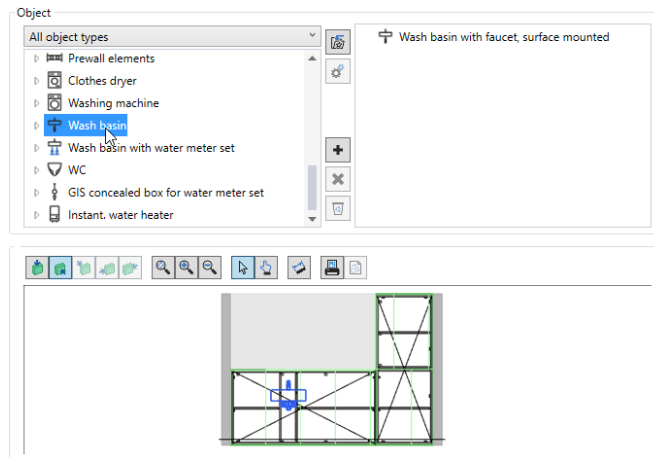 Object
All object types
Prewall elements
Clothes dryer
Washing machine
Wash basin
Wash basin with water meter set
WC
GIS concealed box for water meter set
Instant. water heater
Wash basin with faucet, surface mounted